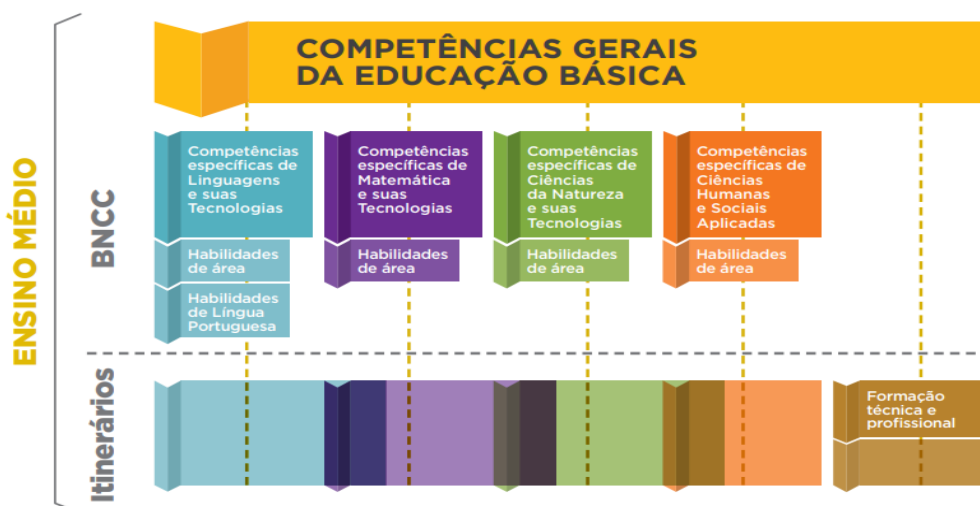 ENSINO MÉDIO
BNCC
COMPETÊNCIAS GERAIS
DA EDUCAÇÃO BÁSICA
Competências
específicas de
Linguagens
e suas
Tecnologias
Habilidades
de área
Habilidades
de Língua
Portuguesa
Competências
específicas de
Matemática
e suas
Tecnologias
Habilidades
de área
Competências
específicas de
Ciências
da Natureza
e suas
Tecnologias
Habilidades
de área
Competências
específicas de
Ciências
Humanas
e Sociais
Aplicadas
Habilidades
de área
Itinerários
Formação
técnica e
profissional